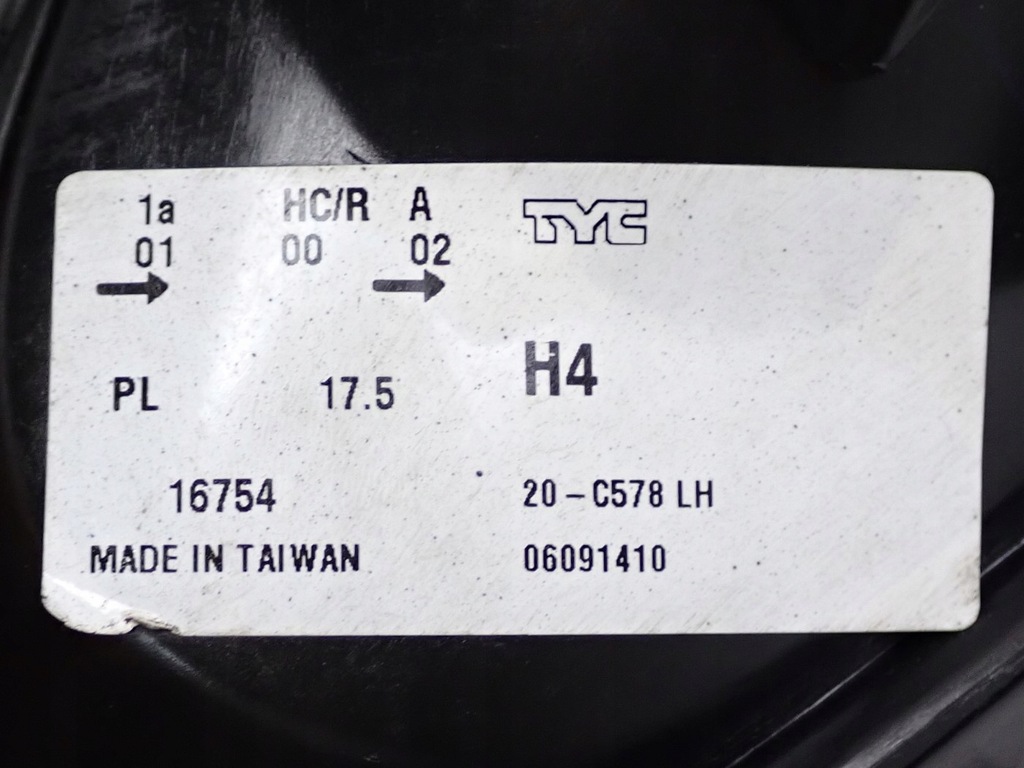 1a HC/R A TYC
01 00 02
→ →
H4
PL 17.5
16754 20-C578 LH
MADE IN TAIWAN 06091410